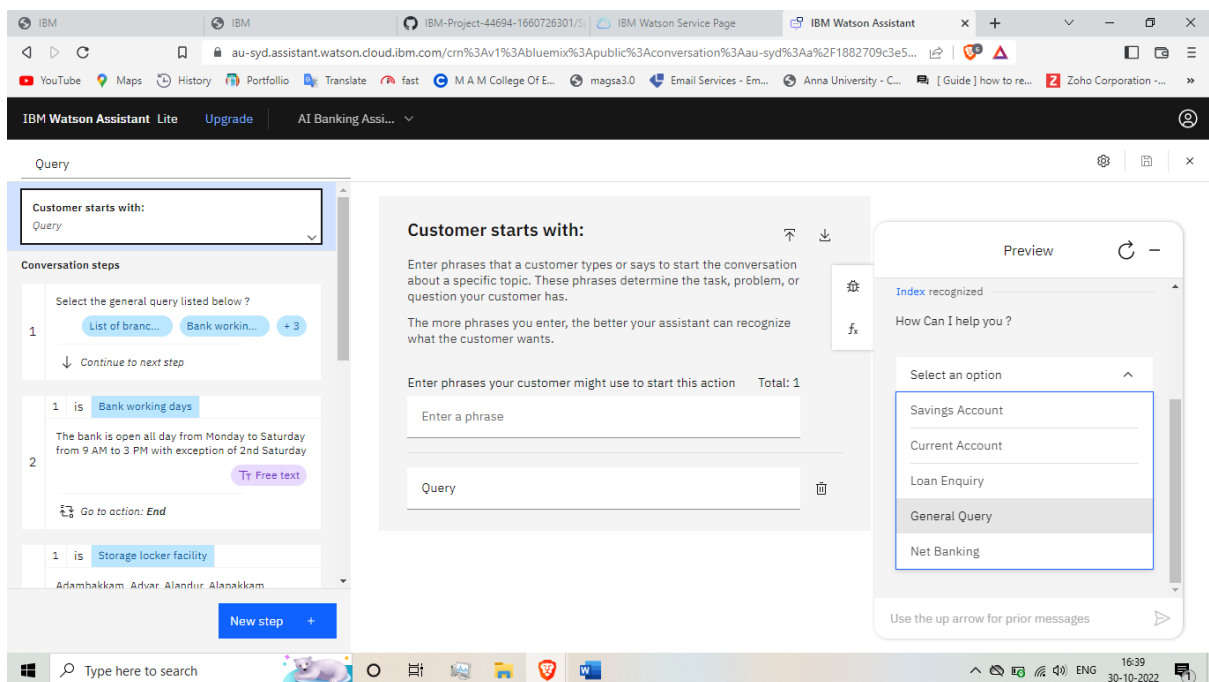 IBM
IBM
IBM-Project-44694-1660726301/S
IBM Watson Service Page
IBM Watson Assistant
au-syd.assistant.watson.cloud.ibm.com/crn%3Av1%3Abluemix%3Apublic%3Aconversation%3Aau-syd%3Aa%2F1882709c3e5...
YouTube
Maps
History
Portfollio
Translate
fast
M A M College Of E...
magsa3.0
Email Services - Em...
Anna University - C...
[ Guide ] how to re...
Zoho Corporation -...
IBM Watson Assistant Lite
Upgrade
AI Banking Assi...
Query
Customer starts with:
Query
Conversation steps
1
Select the general query listed below ?
List of branc...
Bank workin...
+ 3
Continue to next step
2
1 is Bank working days
The bank is open all day from Monday to Saturday
from 9 AM to 3 PM with exception of 2nd Saturday
Free text
Go to action: End
1 is Storage locker facility
Adambakkam, Adyar, Alandur, Alapakkam
New step +
Customer starts with:
Enter phrases that a customer types or says to start the conversation
about a specific topic. These phrases determine the task, problem, or
question your customer has.
The more phrases you enter, the better your assistant can recognize
what the customer wants.
Enter phrases your customer might use to start this action
Total: 1
Enter a phrase
Query
Preview
Index recognized
How Can I help you ?
Select an option
Savings Account
Current Account
Loan Enquiry
General Query
Net Banking
Use the up arrow for prior messages
Type here to search
ENG
16:39
30-10-2022